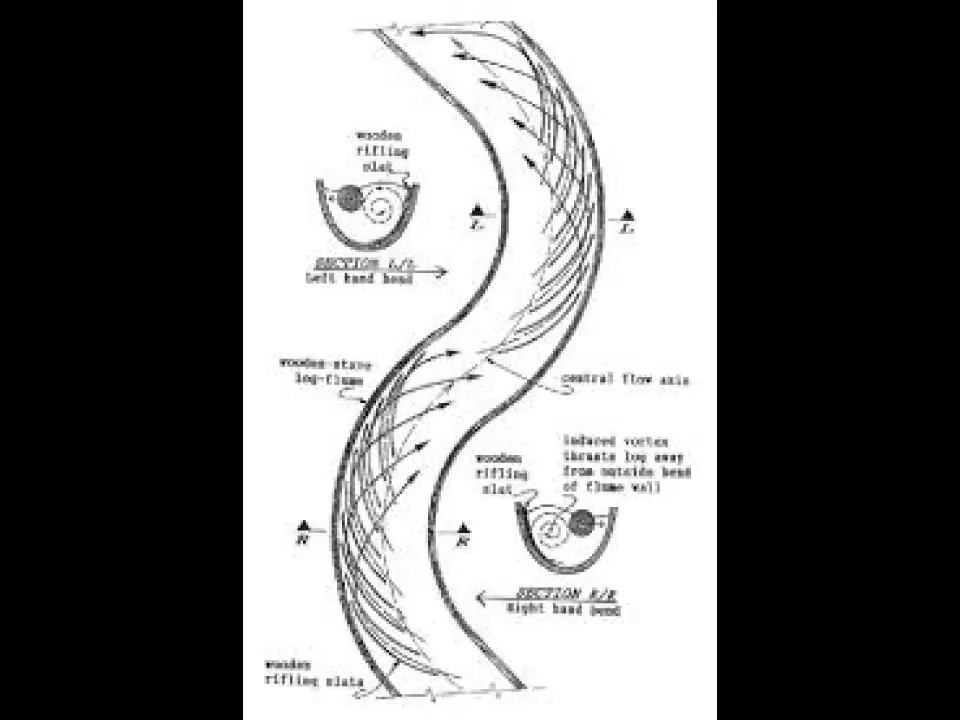 wooden
rifling
slat
L
L
SECTION L/L
Left hand bend
wooden-stave
log-flume
central flow axis
induced vortex
thrusts log away
from outside bend
of flume wall
wooden
rifling
slat
R
R
SECTION R/R
Right hand bend
wooden
rifling slats